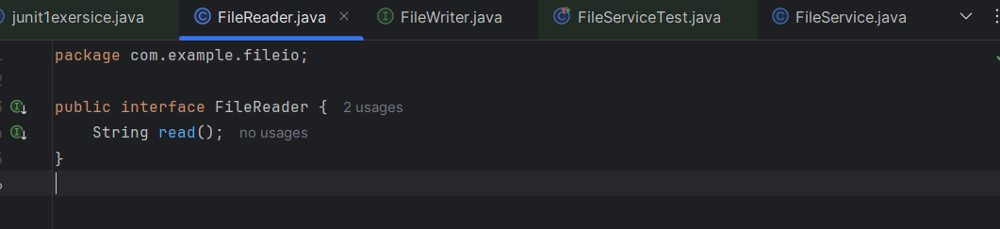 junit1exersice.java FileReader.java FileWriter.java FileServiceTest.java FileService.java
package com.example.fileio;
public interface FileReader { 2 usages
String read(); no usages
}